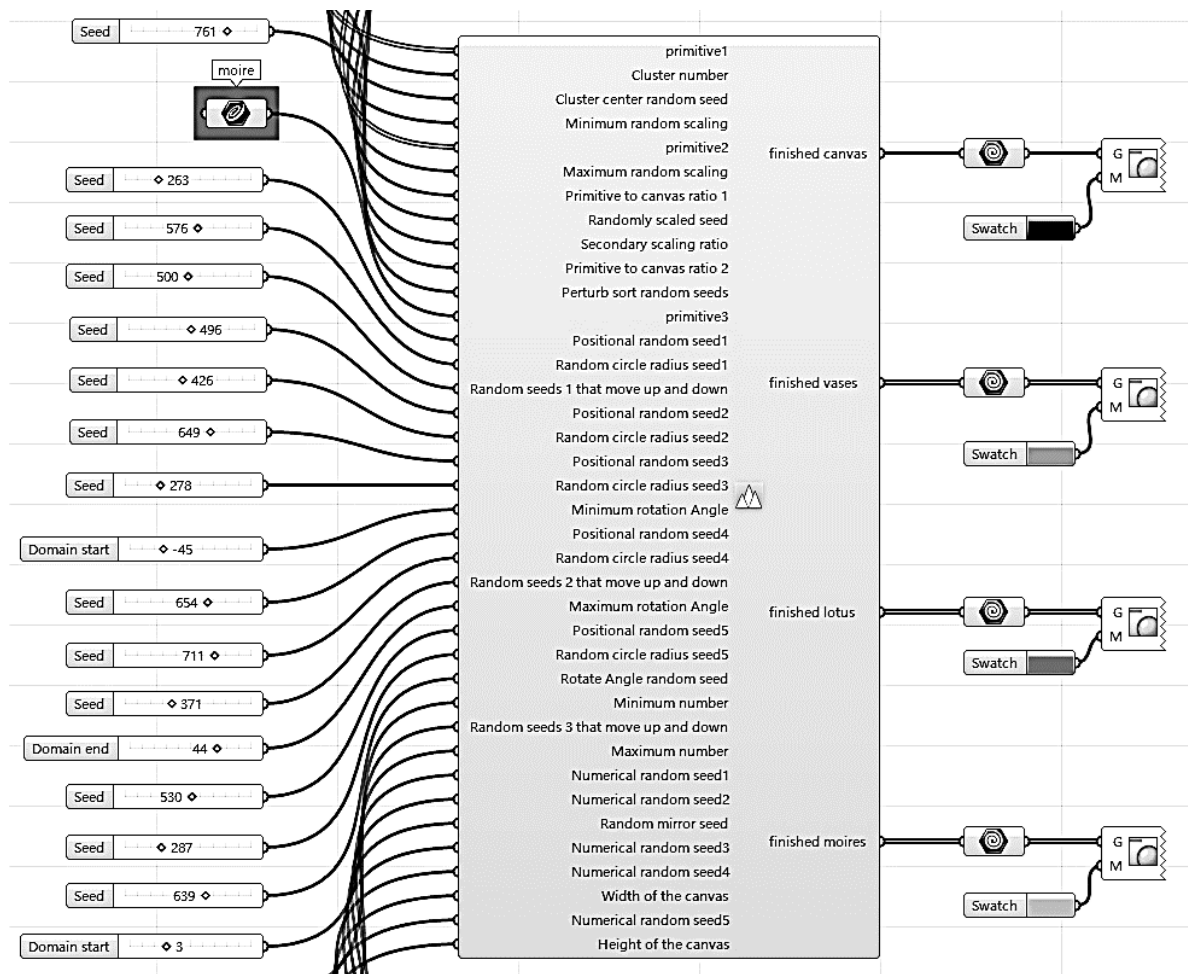 Seed 761
moire
Seed 263
Seed 576
Seed 500
Seed 496
Seed 426
Seed 649
Seed 278
Domain start -45
Seed 654
Seed 711
Seed 371
Domain end 44
Seed 530
Seed 287
Seed 639
Domain start 3
primitive1
Cluster number
Cluster center random seed
Minimum random scaling
primitive2
Maximum random scaling
Primitive to canvas ratio 1
Randomly scaled seed
Secondary scaling ratio
Primitive to canvas ratio 2
Perturb sort random seeds
primitive3
Positional random seed1
Random circle radius seed1
Random seeds 1 that move up and down
Positional random seed2
Random circle radius seed2
Positional random seed3
Random circle radius seed3
Minimum rotation Angle
Positional random seed4
Random circle radius seed4
Random seeds 2 that move up and down
Maximum rotation Angle
Positional random seed5
Random circle radius seed5
Rotate Angle random seed
Minimum number
Random seeds 3 that move up and down
Maximum number
Numerical random seed1
Numerical random seed2
Random mirror seed
Numerical random seed3
Numerical random seed4
Width of the canvas
Numerical random seed5
Height of the canvas
finished canvas
G
M
Swatch
finished vases
G
M
Swatch
finished lotus
G
M
Swatch
finished moires
G
M
Swatch